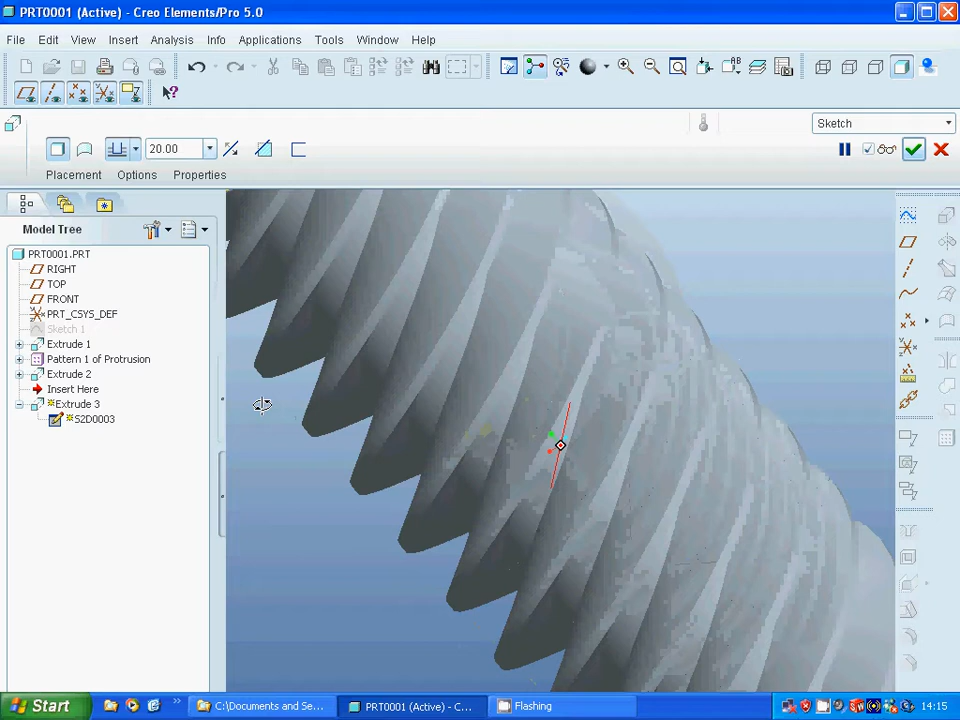 PRT0001 (Active) - Creo Elements/Pro 5.0
File Edit View Insert Analysis Info Applications Tools Window Help
AB
Sketch
20.00
Placement Options Properties
Model Tree
PRT0001.PRT
RIGHT
TOP
FRONT
PRT_CSYS_DEF
Sketch 1
Extrude 1
Pattern 1 of Protrusion
Extrude 2
Insert Here
Extrude 3
S2D0003
Start
C:\Documents and Se...
PRT0001 (Active) - C...
Flashing
14:15